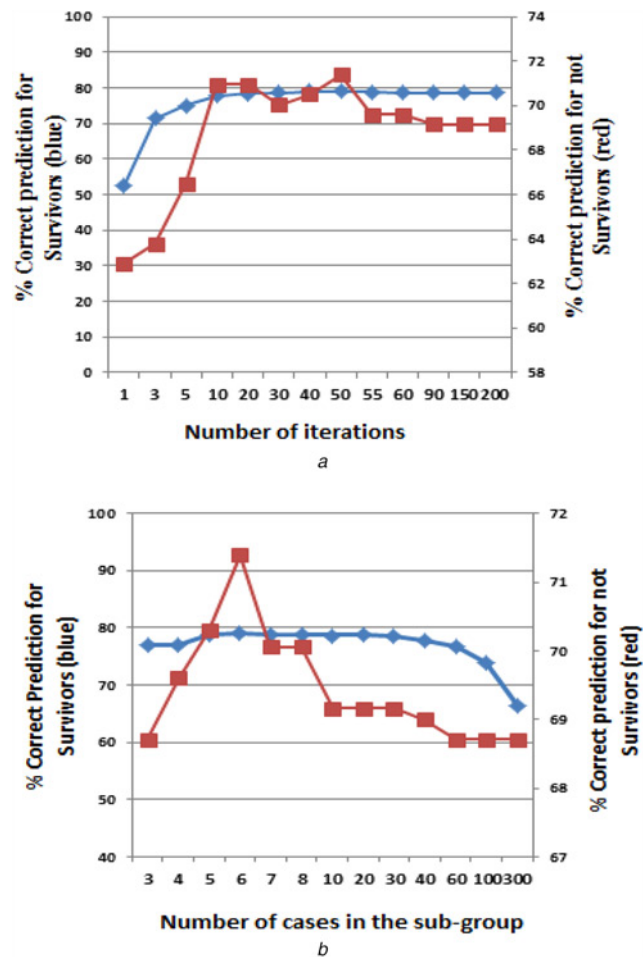 % Correct prediction for
Survivors (blue)
100
90
80
70
60
50
40
30
20
10
0
74
72
70
68
66
64
62
60
58
% Correct prediction for not
Survivors (red)
1 3 5 10 20 30 40 50 55 60 90 150 200
Number of iterations
a
% Correct Prediction for
Survivors (blue)
100
90
80
70
60
50
40
72
71
70
69
68
67
% Correct prediction for not
Survivors (red)
3 4 5 6 7 8 10 20 30 40 60 100 300
Number of cases in the sub-group
b